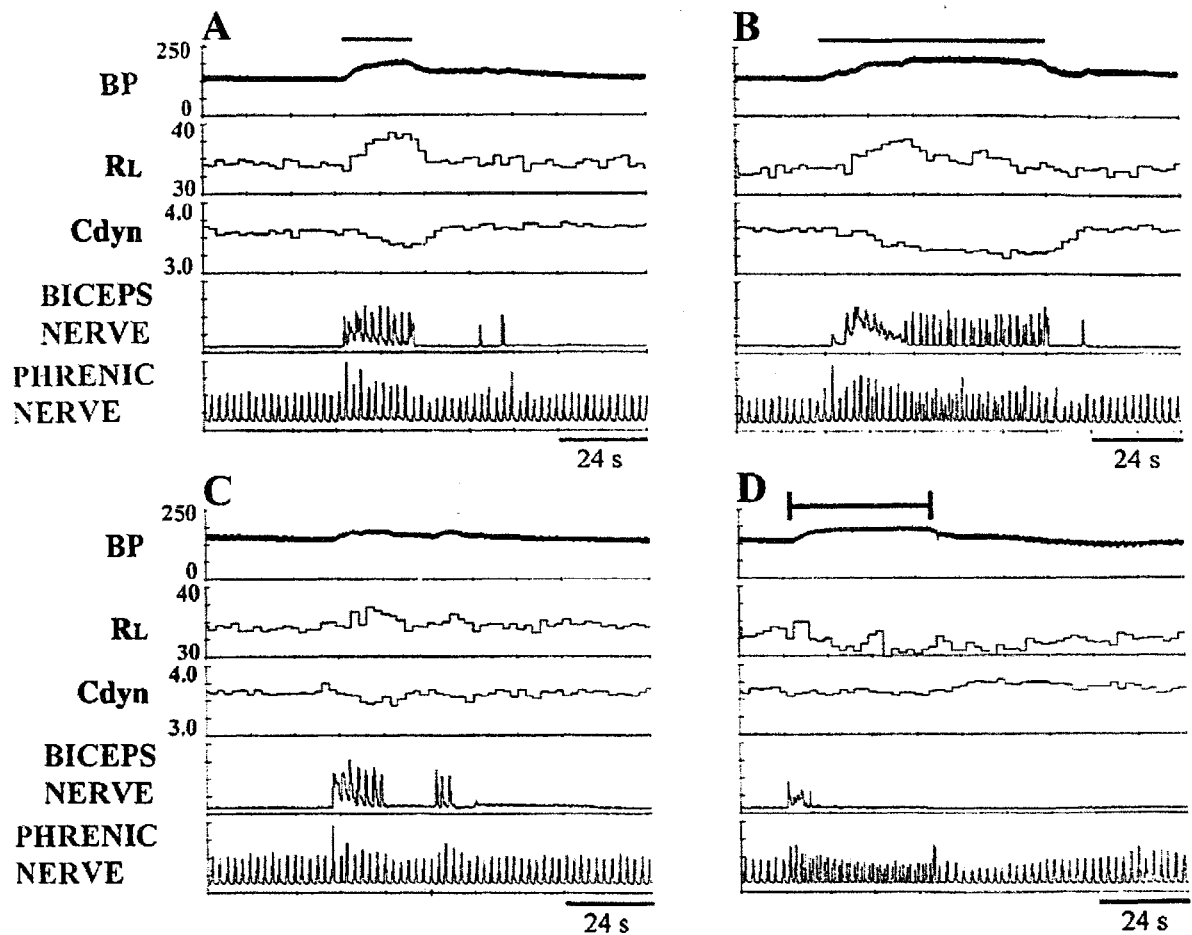 A
B
250
BP
0
40
RL
30
4.0
Cdyn
3.0
BICEPS
NERVE
PHRENIC
NERVE
24 s
24 s
C
D
250
BP
0
40
RL
30
4.0
Cdyn
3.0
BICEPS
NERVE
PHRENIC
NERVE
24 s
24 s